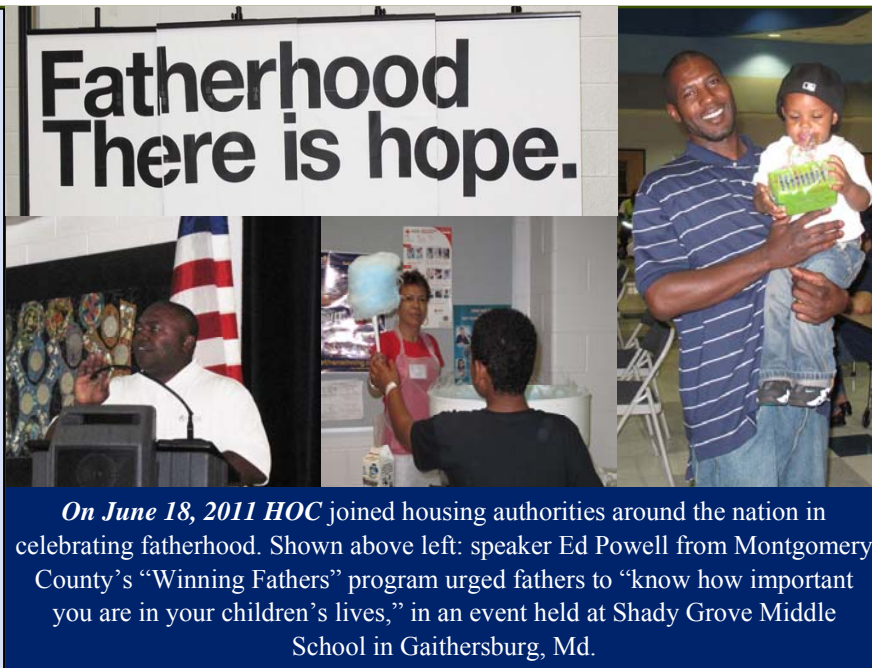 Fatherhood
There is hope.
On June 18, 2011 HOC joined housing authorities around the nation in
celebrating fatherhood. Shown above left: speaker Ed Powell from Montgomery
County’s “Winning Fathers” program urged fathers to “know how important
you are in your children’s lives,” in an event held at Shady Grove Middle
School in Gaithersburg, Md.